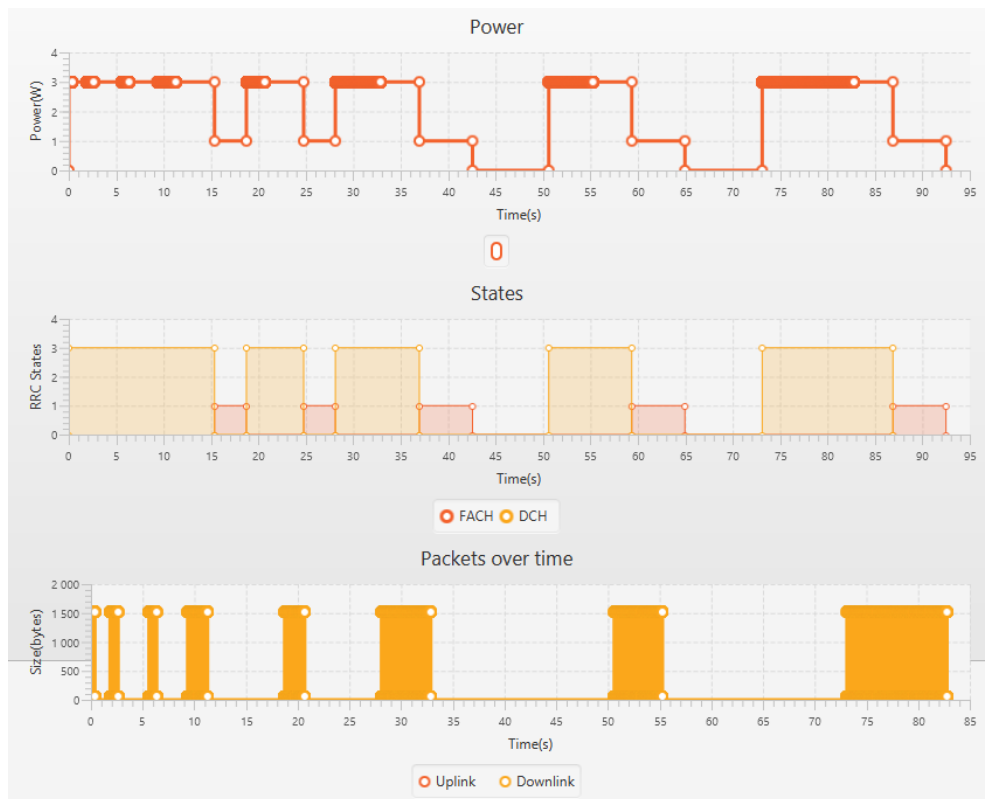 Power
4
3
2
1
0
Power(W)
0 5 10 15 20 25 30 35 40 45 50 55 60 65 70 75 80 85 90 95
Time(s)
0
States
4
3
2
1
0
RRC States
0 5 10 15 20 25 30 35 40 45 50 55 60 65 70 75 80 85 90 95
Time(s)
FACH DCH
Packets over time
2 000
1 500
1 000
500
0
Size(bytes)
0 5 10 15 20 25 30 35 40 45 50 55 60 65 70 75 80 85
Time(s)
Uplink Downlink